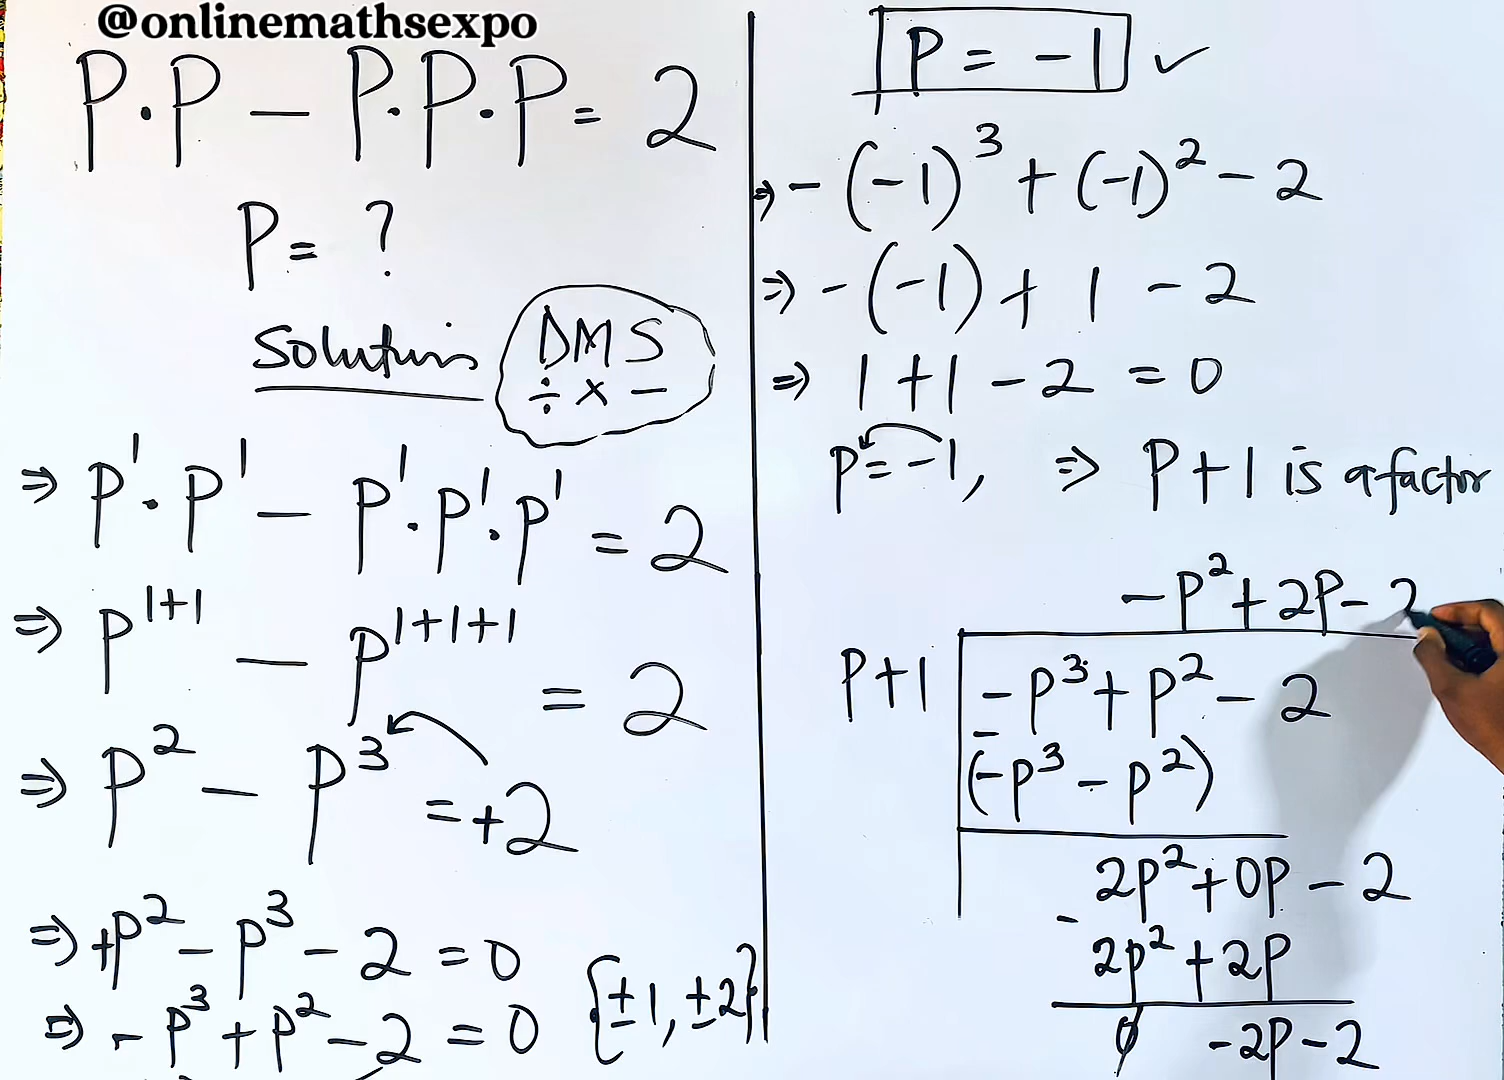 @onlinemathsexpo
P·P − P·P·P = 2
P = ?
Solution
DMS
÷ × −
⇒ P¹·P¹ − P¹·P¹·P¹ = 2
⇒ P¹⁺¹ − P¹⁺¹⁺¹ = 2
⇒ P² − P³ = +2
⇒ +P² − P³ − 2 = 0
⇒ −P³ + P² − 2 = 0
{±1, ±2}
P = −1 ✓
⇒ −(−1)³ + (−1)² − 2
⇒ −(−1) + 1 − 2
⇒ 1 + 1 − 2 = 0
P = −1, ⇒ P + 1 is a factor
−P² + 2P − 2
P + 1
−P³ + P² − 2
−
(−P³ − P²)
2P² + 0P − 2
−
2P² + 2P
0 −2P − 2